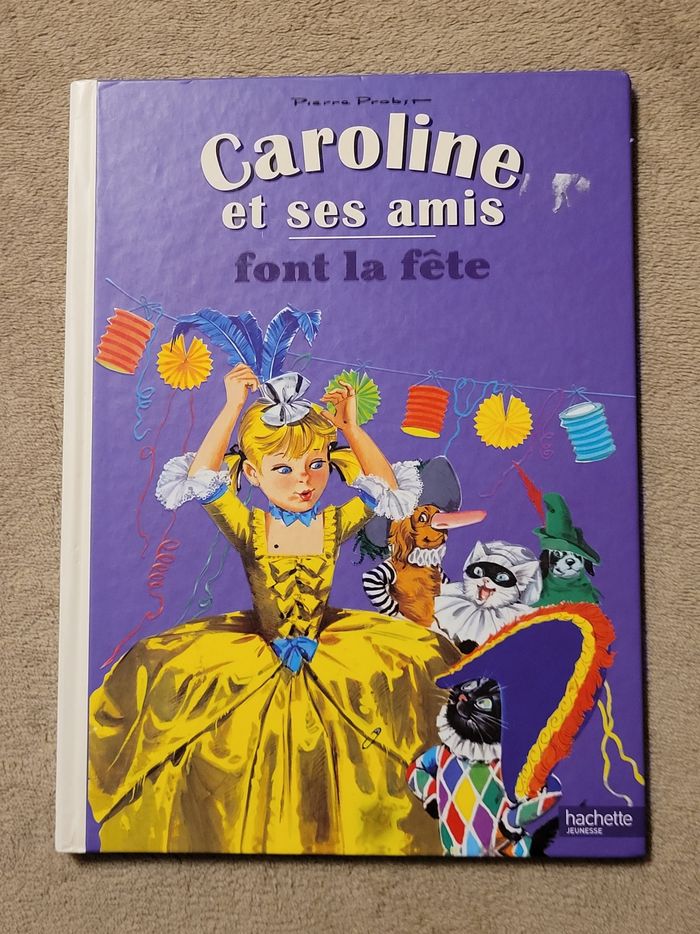 Pierre Probst
Caroline
et ses amis
font la fête
hachette
JEUNESSE